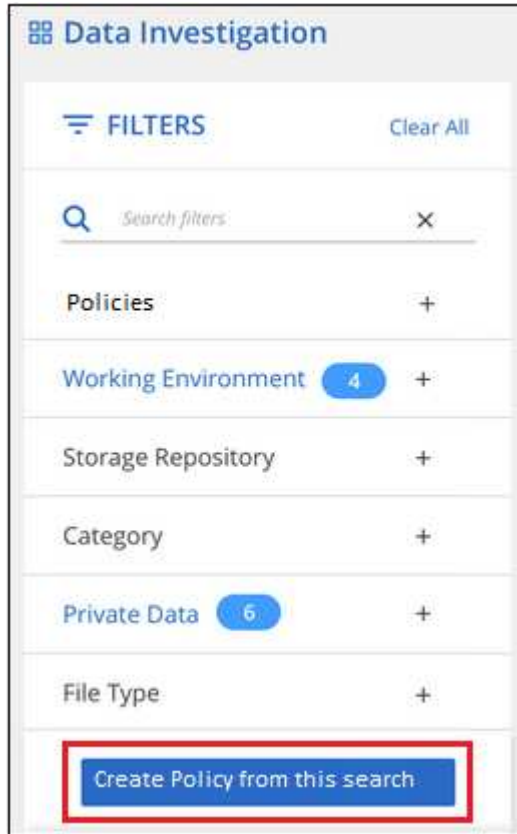 Data Investigation
FILTERS Clear All
Search filters
Policies +
Working Environment 4 +
Storage Repository +
Category +
Private Data 6 +
File Type +
Create Policy from this search